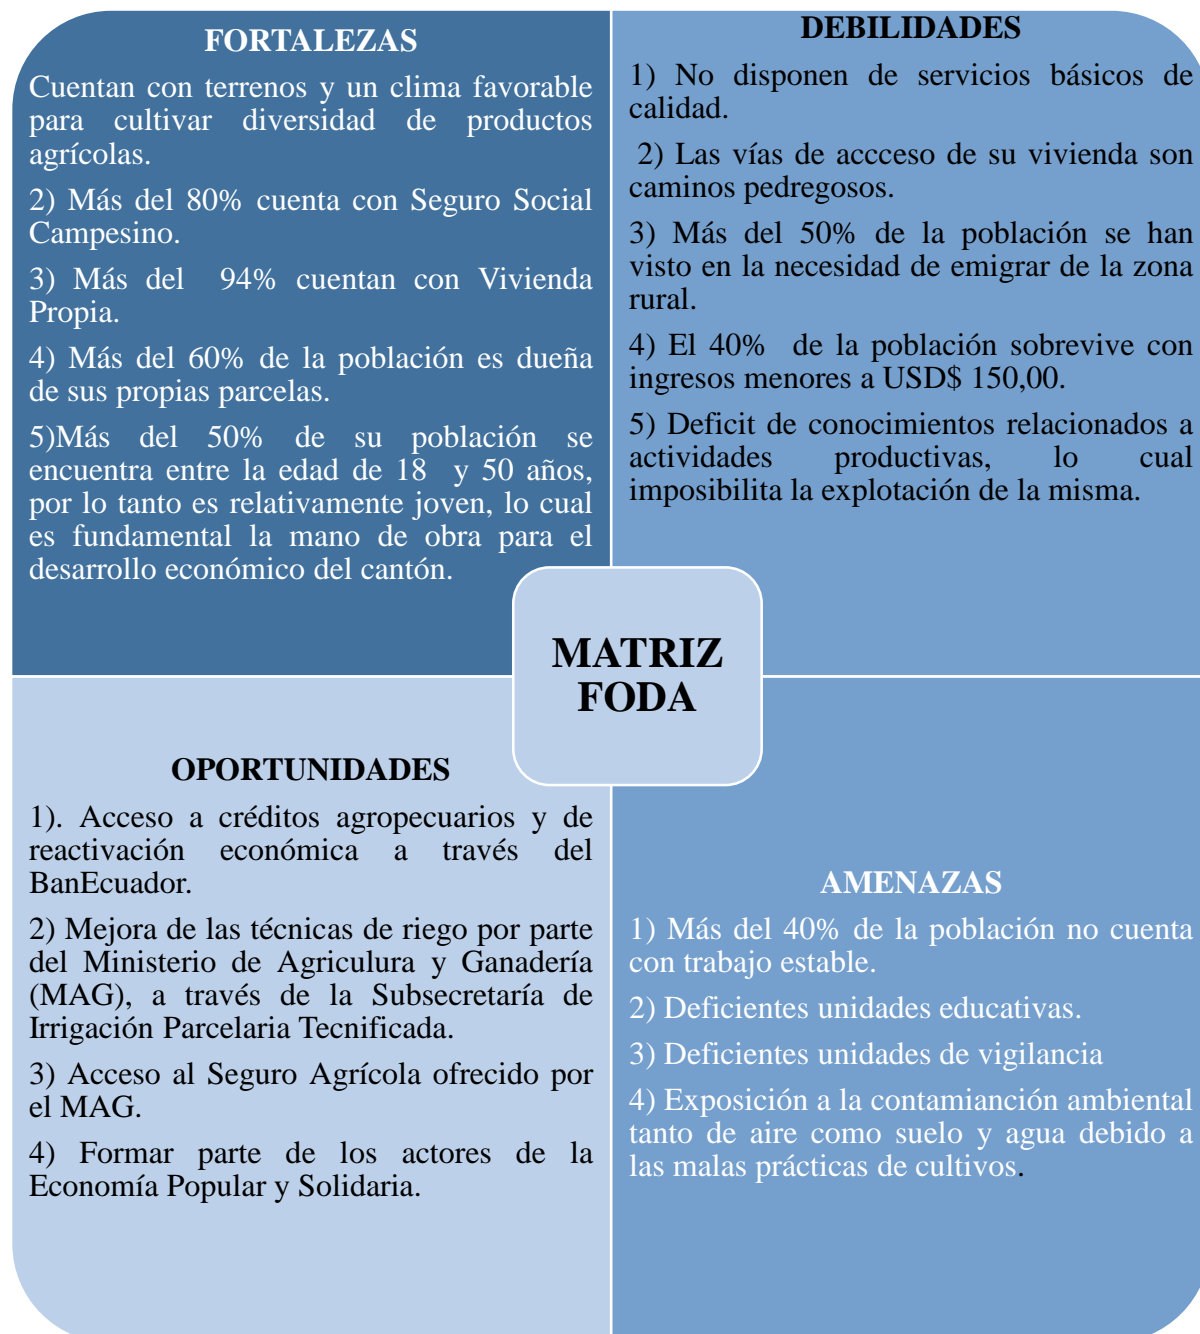 FORTALEZAS
Cuentan con terrenos y un clima favorable
para cultivar diversidad de productos
agrícolas.
2) Más del 80% cuenta con Seguro Social
Campesino.
3) Más del 94% cuentan con Vivienda
Propia.
4) Más del 60% de la población es dueña
de sus propias parcelas.
5)Más del 50% de su población se
encuentra entre la edad de 18 y 50 años,
por lo tanto es relativamente joven, lo cual
es fundamental la mano de obra para el
desarrollo económico del cantón.
DEBILIDADES
1) No disponen de servicios básicos de
calidad.
2) Las vías de accceso de su vivienda son
caminos pedregosos.
3) Más del 50% de la población se han
visto en la necesidad de emigrar de la zona
rural.
4) El 40% de la población sobrevive con
ingresos menores a USD$ 150,00.
5) Deficit de conocimientos relacionados a
actividades productivas, lo cual
imposibilita la explotación de la misma.
MATRIZ
FODA
OPORTUNIDADES
1). Acceso a créditos agropecuarios y de
reactivación económica a través del
BanEcuador.
2) Mejora de las técnicas de riego por parte
del Ministerio de Agriculura y Ganadería
(MAG), a través de la Subsecretaría de
Irrigación Parcelaria Tecnificada.
3) Acceso al Seguro Agrícola ofrecido por
el MAG.
4) Formar parte de los actores de la
Economía Popular y Solidaria.
AMENAZAS
1) Más del 40% de la población no cuenta
con trabajo estable.
2) Deficientes unidades educativas.
3) Deficientes unidades de vigilancia
4) Exposición a la contamianción ambiental
tanto de aire como suelo y agua debido a
las malas prácticas de cultivos.